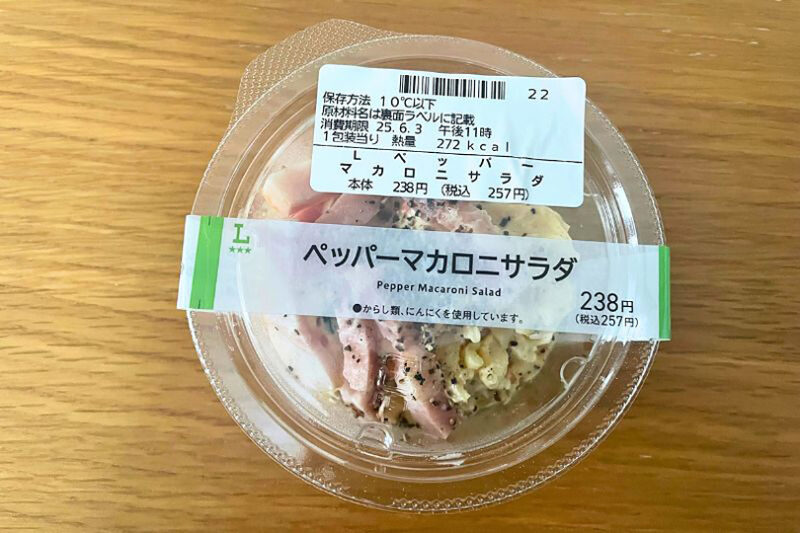 22
保存方法 10℃以下
原材料名は裏面ラベルに記載
消費期限 25.6.3 午後11時
1包装当り 熱量 272kcal
L ペッパー
マカロニサラダ
本体 238円 (税込 257円)
L
★★★
ペッパーマカロニサラダ
Pepper Macaroni Salad
●からし類、にんにくを使用しています。
238円
(税込257円)